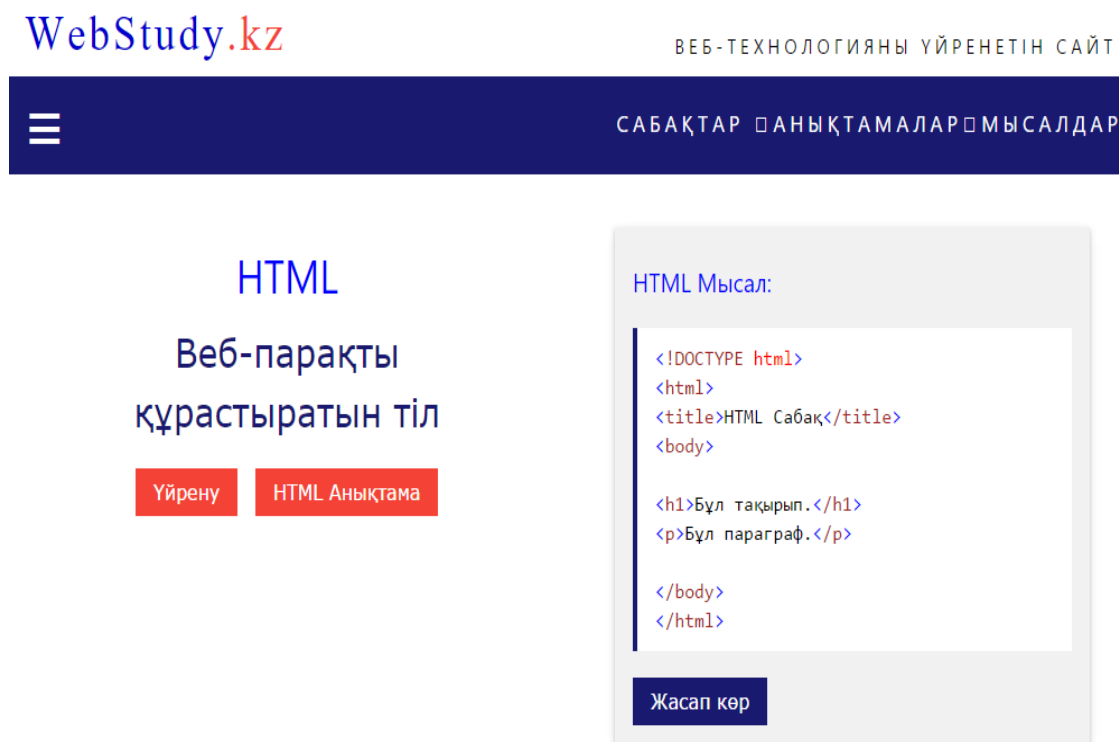 WebStudy.kz
ВЕБ-ТЕХНОЛОГИЯНЫ ҮЙРЕНЕТІН САЙТ
САБАҚТАР АНЫҚТАМАЛАР МЫСАЛДАР
HTML
Веб-парақты
құрастыратын тіл
Үйрену HTML Анықтама
HTML Мысал:
<!DOCTYPE html>
<html>
<title>HTML Сабақ</title>
<body>
<h1>Бұл тақырып.</h1>
<p>Бұл параграф.</p>
</body>
</html>
Жасап көр